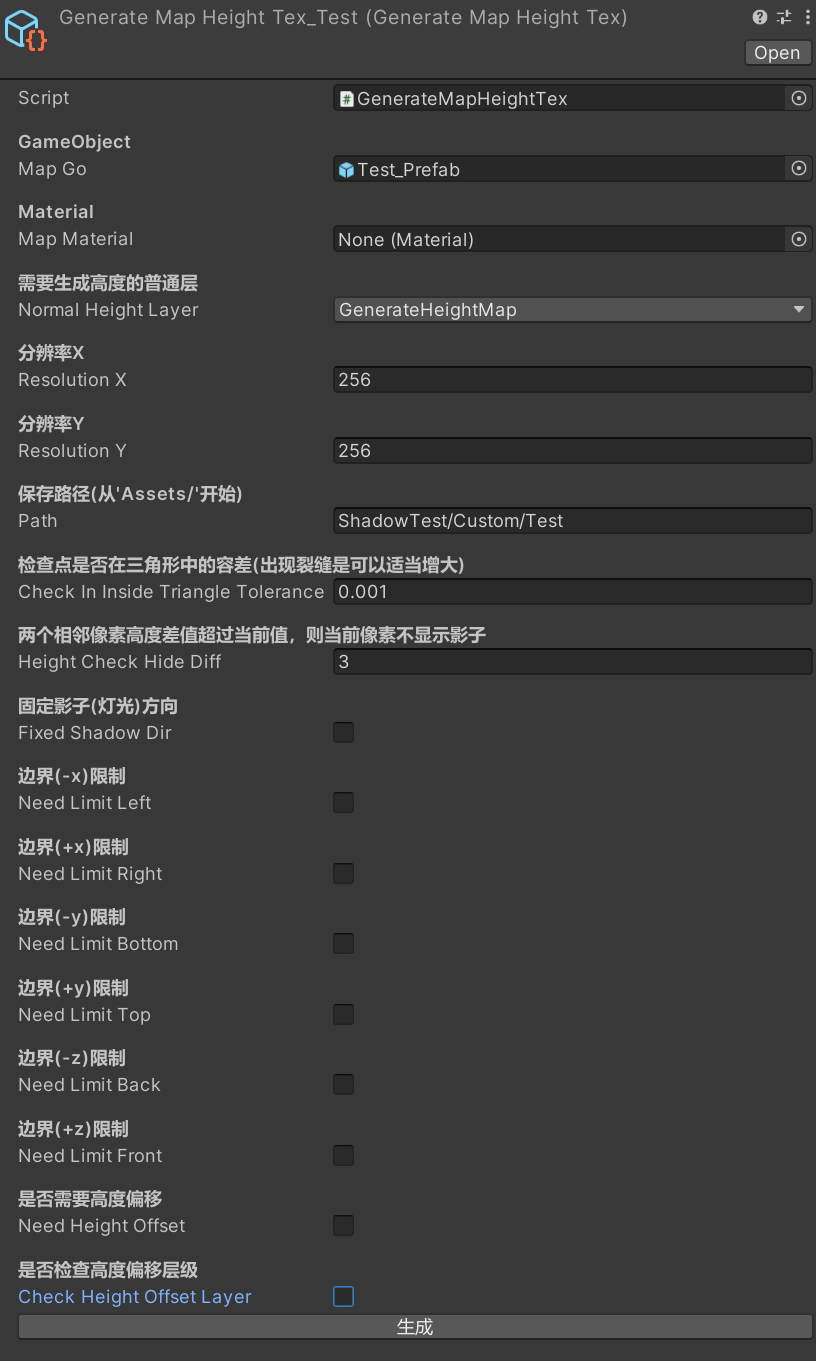 Generate Map Height Tex_Test (Generate Map Height Tex)
Open
Script
GenerateMapHeightTex
GameObject
Map Go
Test_Prefab
Material
Map Material
None (Material)
需要生成高度的普通层
Normal Height Layer
GenerateHeightMap
分辨率X
Resolution X
256
分辨率Y
Resolution Y
256
保存路径(从'Assets/'开始)
Path
ShadowTest/Custom/Test
检查点是否在三角形中的容差(出现裂缝是可以适当增大)
Check In Inside Triangle Tolerance
0.001
两个相邻像素高度差值超过当前值，则当前像素不显示影子
Height Check Hide Diff
3
固定影子(灯光)方向
Fixed Shadow Dir
边界(-x)限制
Need Limit Left
边界(+x)限制
Need Limit Right
边界(-y)限制
Need Limit Bottom
边界(+y)限制
Need Limit Top
边界(-z)限制
Need Limit Back
边界(+z)限制
Need Limit Front
是否需要高度偏移
Need Height Offset
是否检查高度偏移层级
Check Height Offset Layer
生成